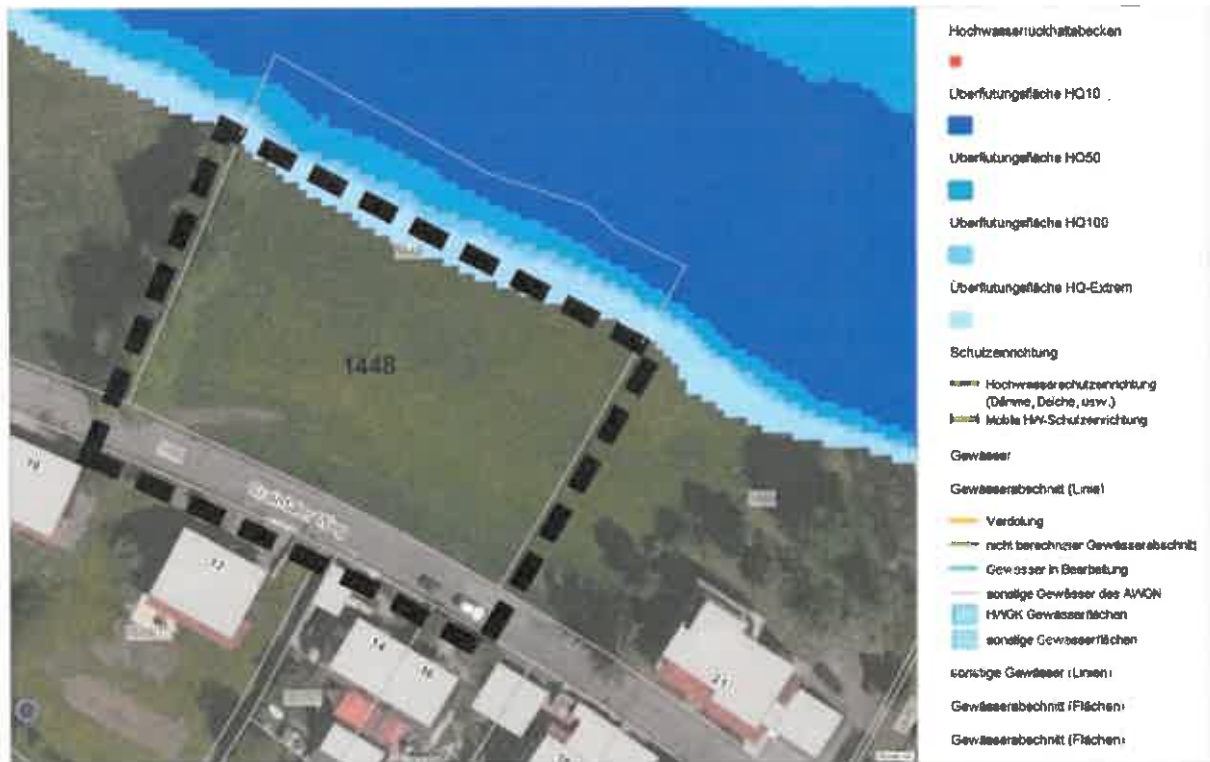 1448
12
14
16
21
Hochwasserrückhaltebecken
Überflutungsfläche HQ10
Überflutungsfläche HQ50
Überflutungsfläche HQ100
Überflutungsfläche HQ-Extrem
Schutzeinrichtung
Hochwasserschutzeinrichtung
(Dämme, Deiche, usw.)
Mobile HW-Schutzeinrichtung
Gewässer
Gewässerabschnitt (Linie)
Verdolung
nicht berechneter Gewässerabschnitt
Gewässer in Bearbeitung
sonstige Gewässer des AWGN
HWGK Gewässerflächen
sonstige Gewässerflächen
sonstige Gewässer (Linien)
Gewässerabschnitt (Flächen)
Gewässerabschnitt (Flächen)